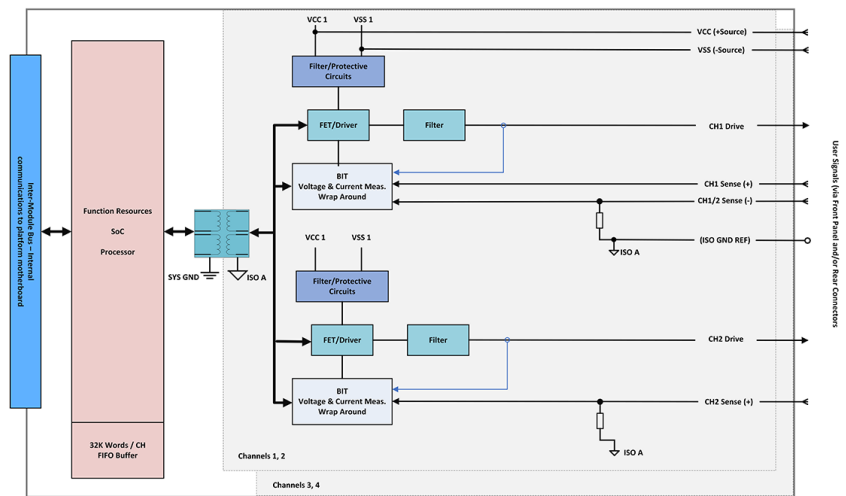 VCC 1
VSS 1
VCC (+Source)
VSS (-Source)
Filter/Protective
Circuits
FET/Driver
Filter
CH1 Drive
BIT
Voltage & Current Meas.
Wrap Around
CH1 Sense (+)
CH1/2 Sense (-)
(ISO GND REF)
ISO A
Inter-Module Bus – Internal
communications to platform motherboard
Function Resources
SoC
Processor
SYS GND
ISO A
VCC 1
VSS 1
Filter/Protective
Circuits
FET/Driver
Filter
CH2 Drive
BIT
Voltage & Current Meas.
Wrap Around
CH2 Sense (+)
ISO A
32K Words / CH
FIFO Buffer
Channels 1, 2
Channels 3, 4
User Signals (via Front Panel and/or Rear Connectors